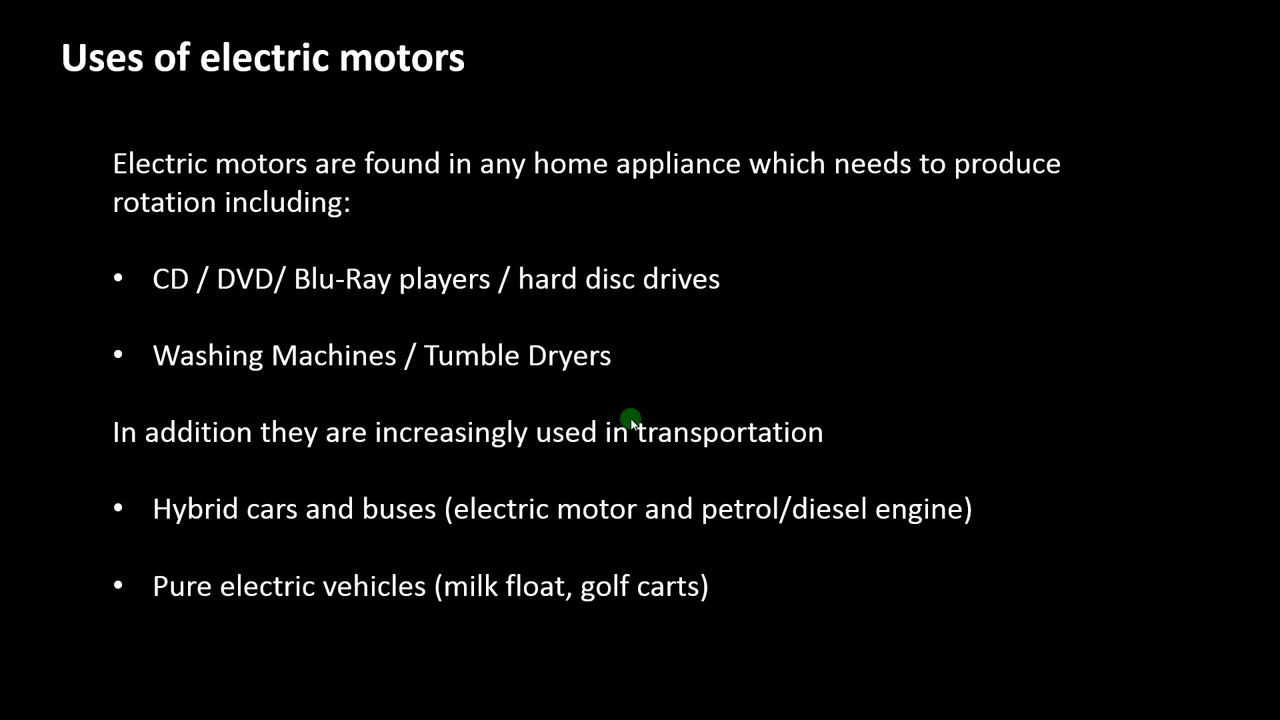 Uses of electric motors
Electric motors are found in any home appliance which needs to produce
rotation including:
• CD / DVD/ Blu-Ray players / hard disc drives
• Washing Machines / Tumble Dryers
In addition they are increasingly used in transportation
• Hybrid cars and buses (electric motor and petrol/diesel engine)
• Pure electric vehicles (milk float, golf carts)